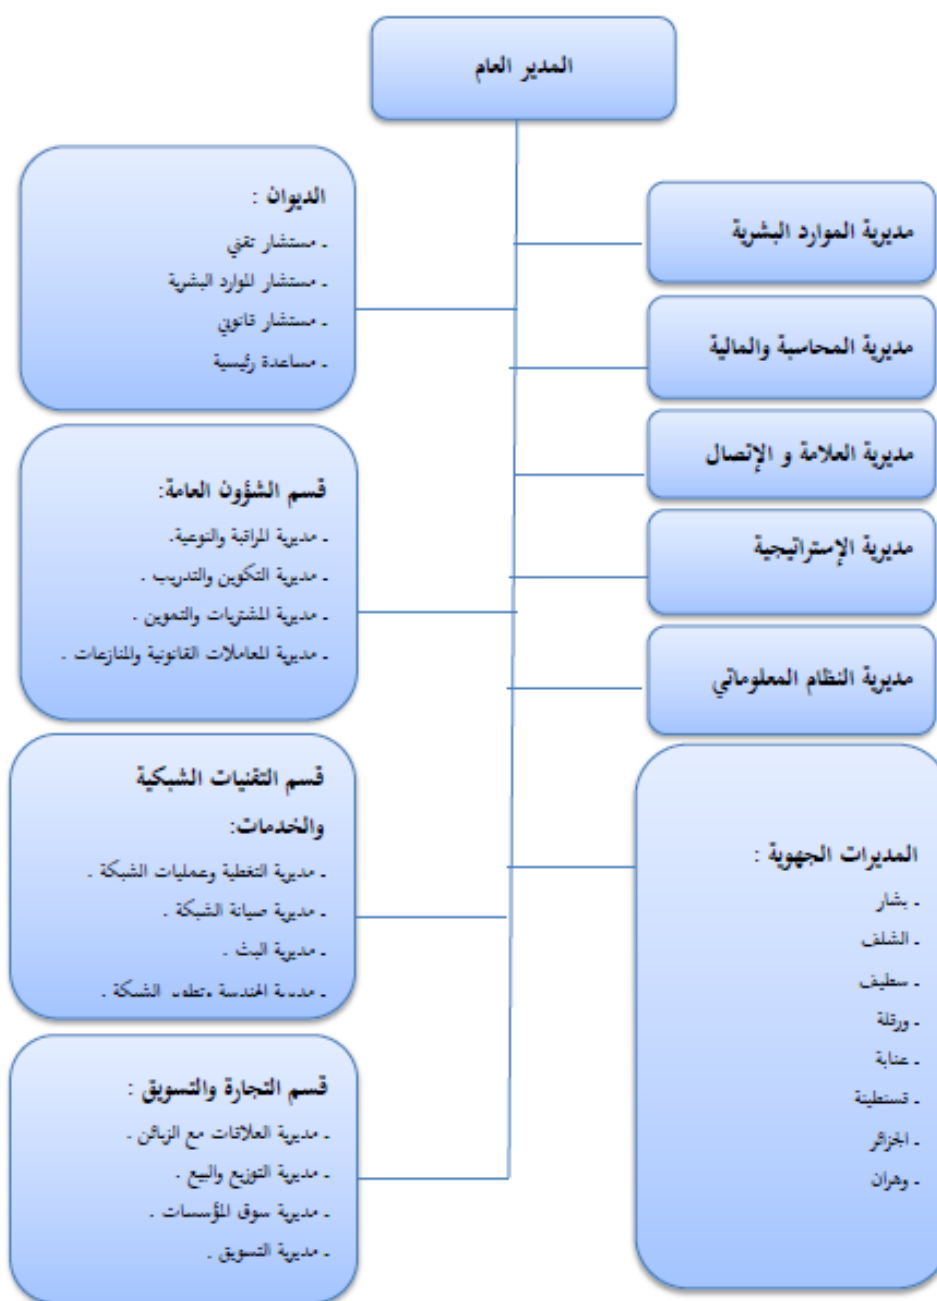 المدير العام
مديرية الموارد البشرية
مديرية المحاسبة والمالية
مديرية العلامة و الإتصال
مديرية الإستراتيجية
مديرية النظام المعلوماتي
المديرات الجهوية :
ـ بشار
ـ الشلف
ـ سطيف
ـ ورقلة
ـ عنابة
ـ قسنطينة
ـ الجزائر
ـ وهران
الديوان :
ـ مستشار تقني
ـ مستشار الموارد البشرية
ـ مستشار قانوني
ـ مساعدة رئيسية
قسم الشؤون العامة:
ـ مديرية المراقبة والنوعية.
ـ مديرية التكوين والتدريب .
ـ مديرية المشتريات والتموين .
ـ مديرية المعاملات القانونية والمنازعات .
قسم التقنيات الشبكية
والخدمات:
ـ مديرية التغطية وعمليات الشبكة .
ـ مديرية صيانة الشبكة .
ـ مديرية البث .
ـ مديرية الهندسة وتطوير الشبكة .
قسم التجارة والتسويق :
ـ مديرية العلاقات مع الزبائن .
ـ مديرية التوزيع والبيع .
ـ مديرية سوق المؤسسات .
ـ مديرية التسويق .